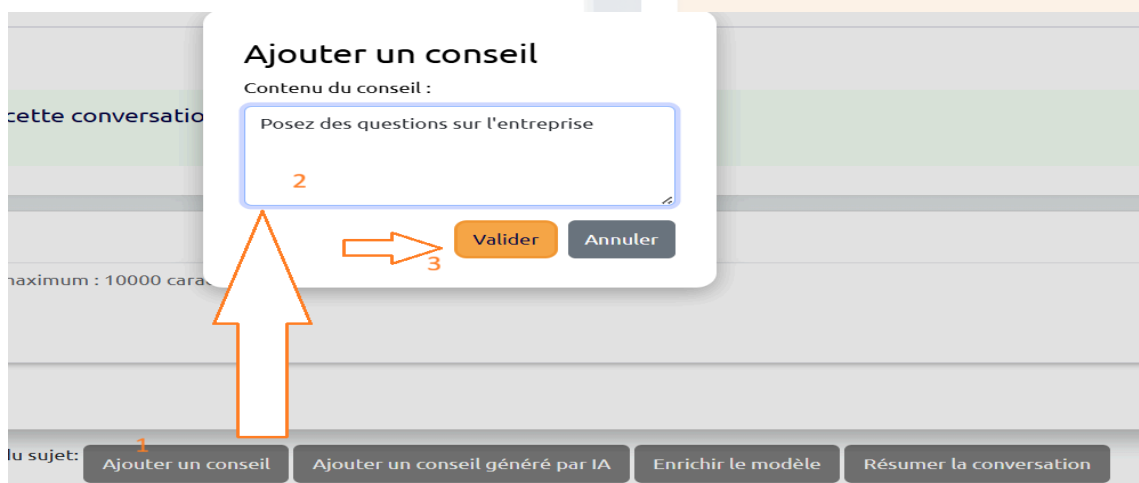 Ajouter un conseil
Contenu du conseil :
cette conversatio
Posez des questions sur l'entreprise
2
Valider
Annuler
3
maximum : 10000 cara
1
du sujet:
Ajouter un conseil
Ajouter un conseil généré par IA
Enrichir le modèle
Résumer la conversation